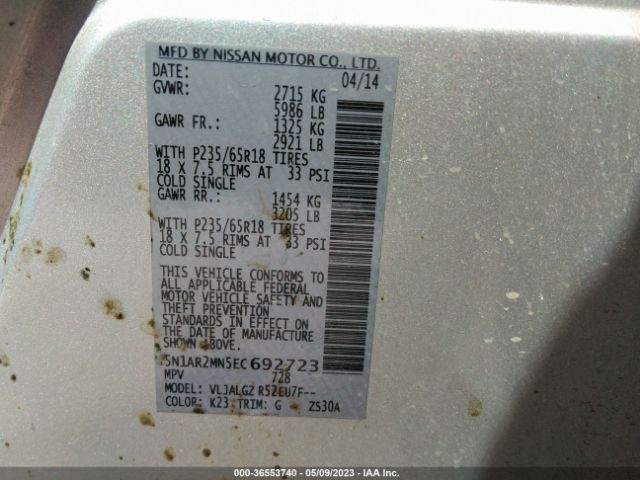 MFD BY NISSAN MOTOR CO., LTD.
DATE: 04/14
GVWR: 2715 KG
5986 LB
GAWR FR.: 1325 KG
2921 LB
WITH P235/65R18 TIRES
18 X 7.5 RIMS AT 33 PSI
COLD SINGLE
GAWR RR.: 1454 KG
3205 LB
WITH P235/65R18 TIRES
18 X 7.5 RIMS AT 33 PSI
COLD SINGLE
THIS VEHICLE CONFORMS TO
ALL APPLICABLE FEDERAL
MOTOR VEHICLE SAFETY AND
THEFT PREVENTION
STANDARDS IN EFFECT ON
THE DATE OF MANUFACTURE
SHOWN ABOVE.
5N1AR2MN5EC692723
MPV 728
MODEL: VLJALGZ R52EU7F--
COLOR: K23 TRIM: G ZS30A
000-36553740 - 05/09/2023 - IAA Inc.